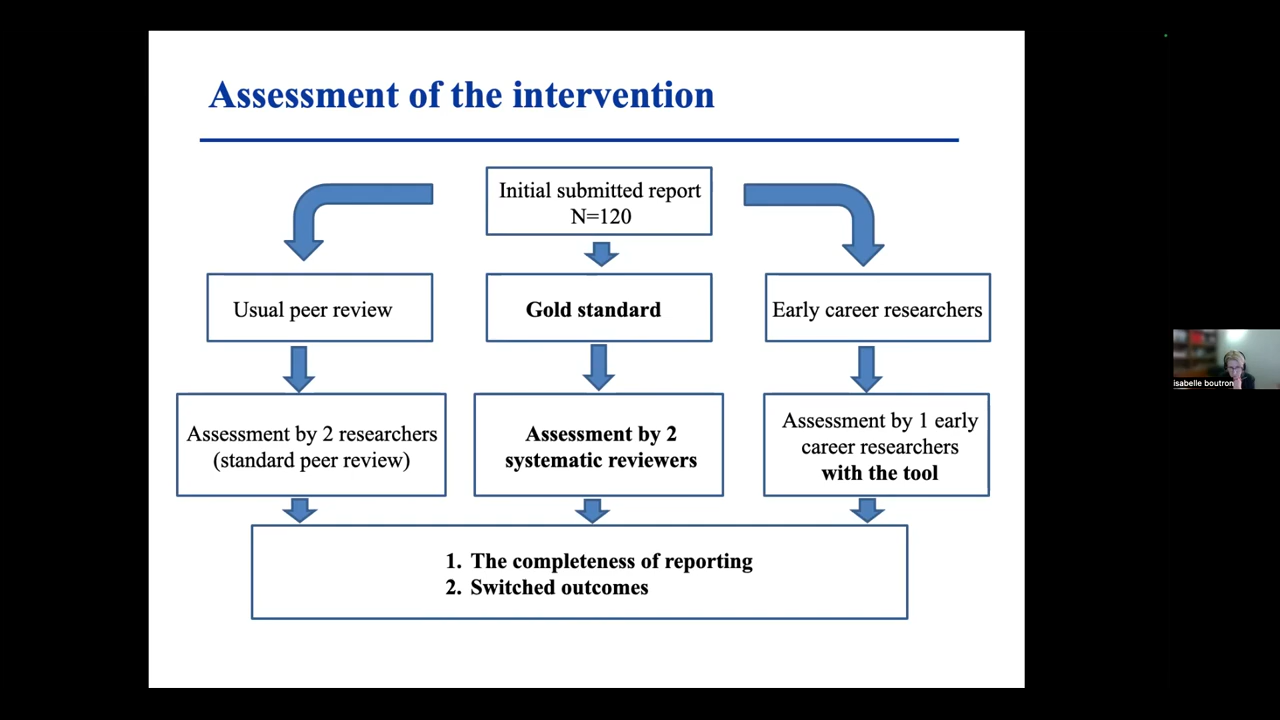 Assessment of the intervention
Initial submitted report
N=120
Usual peer review
Gold standard
Early career researchers
Assessment by 2 researchers
(standard peer review)
Assessment by 2
systematic reviewers
Assessment by 1 early
career researchers
with the tool
1. The completeness of reporting
2. Switched outcomes
isabelle boutron